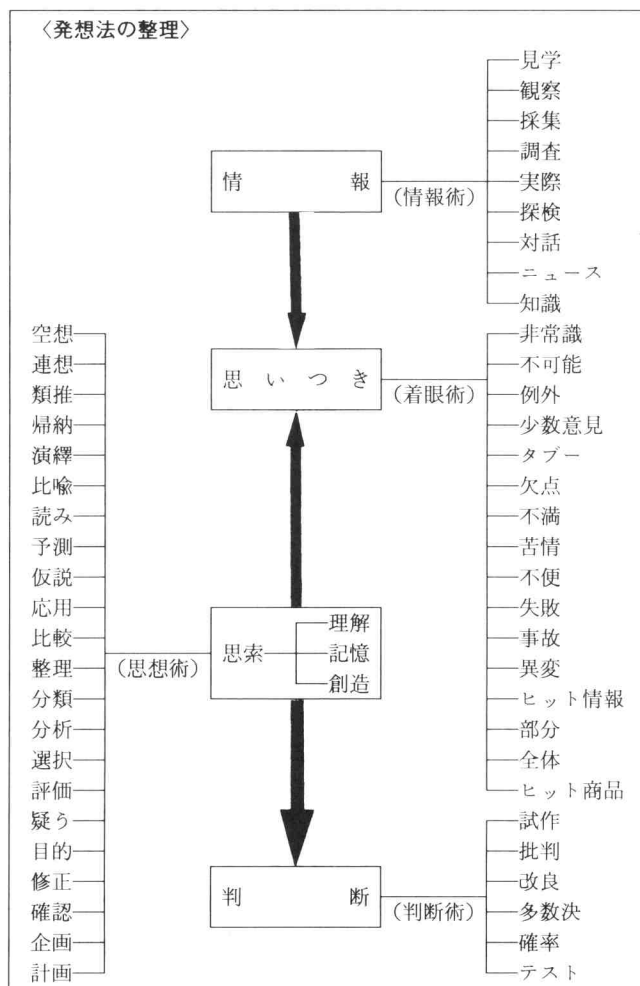 〈発想法の整理〉
情報
(情報術)
見学
観察
採集
調査
実際
探検
対話
ニュース
知識
思いつき
(着眼術)
非常識
不可能
例外
少数意見
タブー
欠点
不満
苦情
不便
失敗
事故
異変
ヒット情報
部分
全体
ヒット商品
空想
連想
類推
帰納
演繹
比喩
読み
予測
仮説
応用
比較
整理
分類
分析
選択
評価
疑う
目的
修正
確認
企画
計画
(思想術)
思索
理解
記憶
創造
判断
(判断術)
試作
批判
改良
多数決
確率
テスト